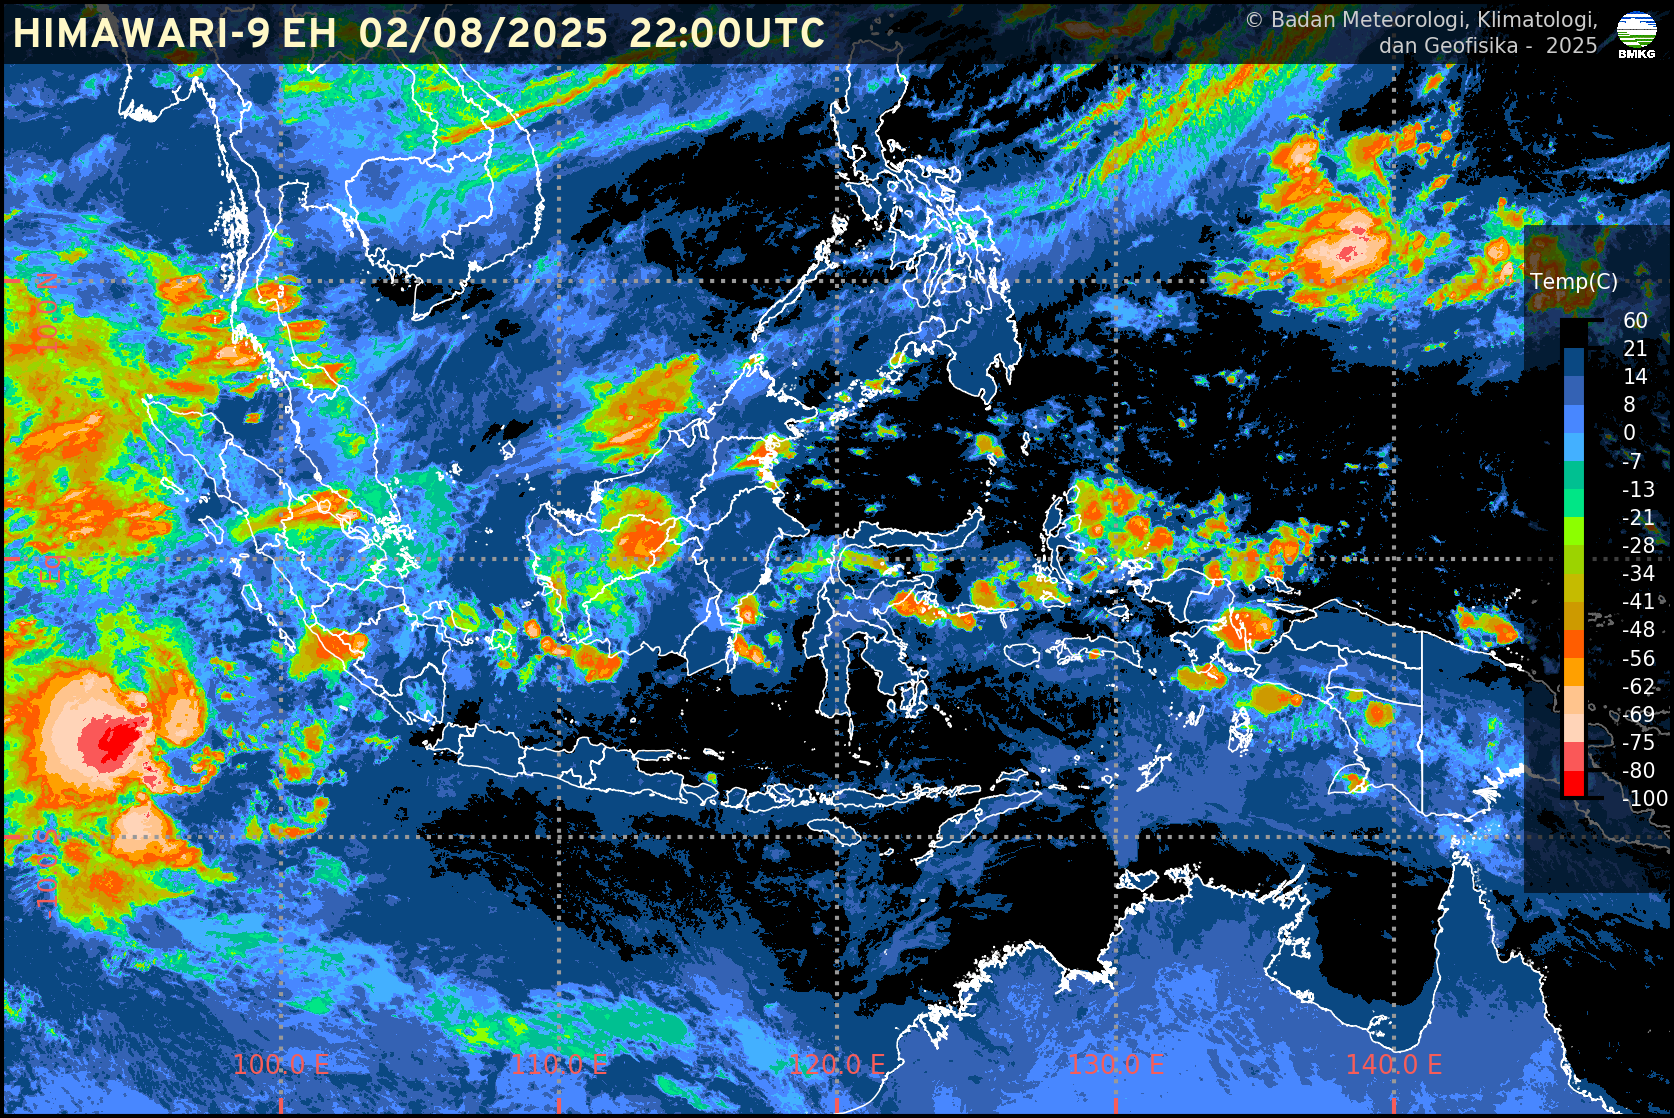 HIMAWARI-9 EH 02/08/2025 22:00UTC
© Badan Meteorologi, Klimatologi,
dan Geofisika - 2025
BMKG
Temp(C)
60
21
14
8
0
-7
-13
-21
-28
-34
-41
-48
-56
-62
-69
-75
-80
-100
10.0 N
Eq
-10.0 S
100.0 E
110.0 E
120.0 E
130.0 E
140.0 E